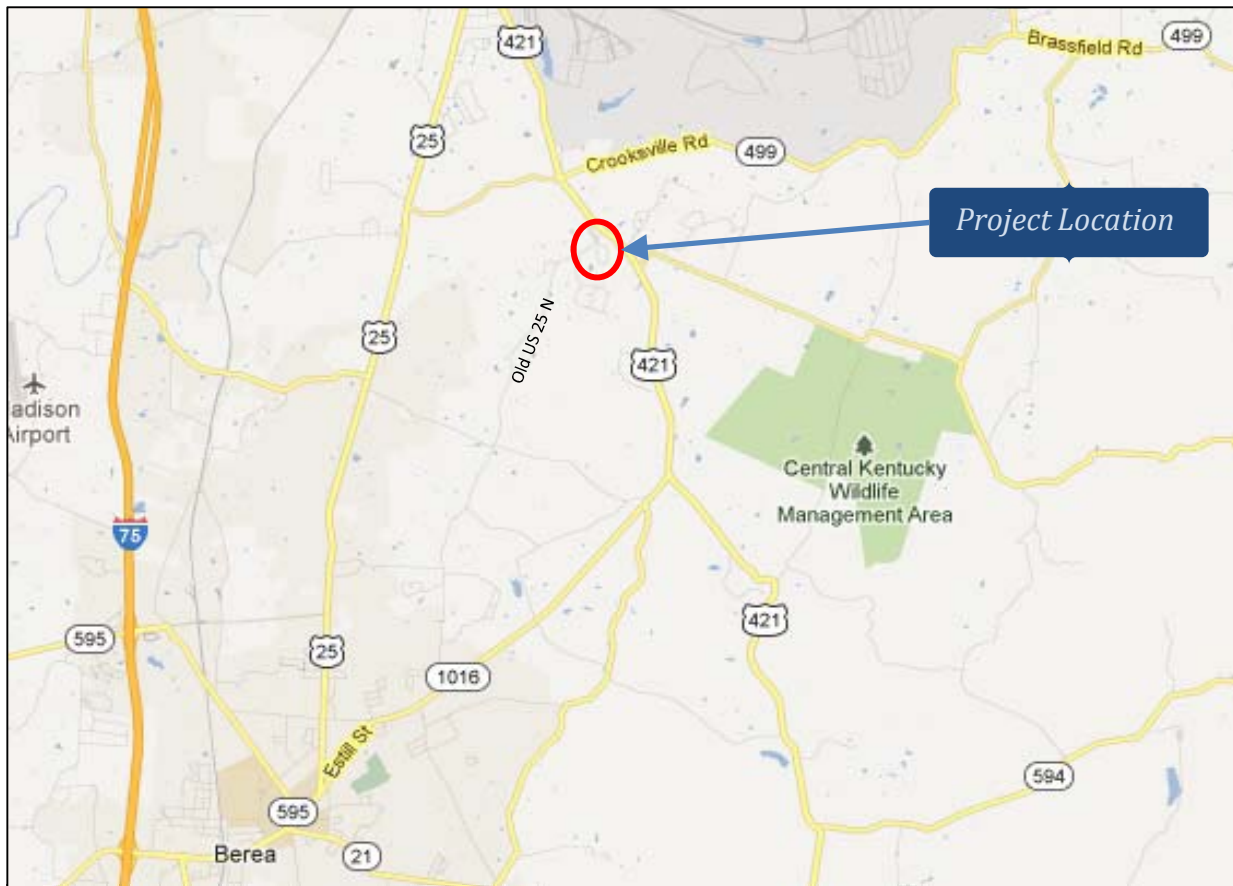 421
Brassfield Rd
499
25
Crooksville Rd
499
Project Location
25
Old US 25 N
421
adison
Airport
Central Kentucky
Wildlife
Management Area
75
421
595
25
1016
Estill St
594
595
Berea
21